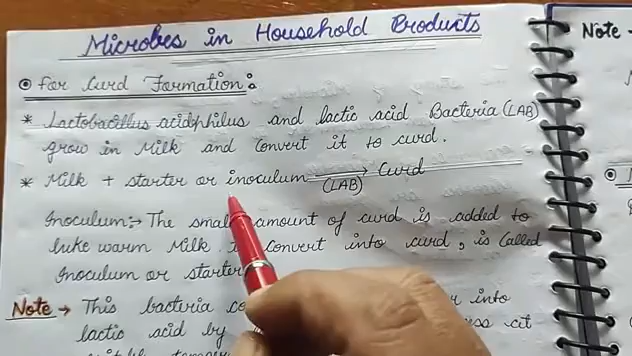 Microbes in Household Products
For Curd Formation:
* Lactobacillus acidphilus and lactic acid Bacteria (LAB)
grow in Milk and convert it to curd.
* Milk + starter or inoculum → Curd
(LAB)
Inoculum:- The small amount of curd is added to
luke warm Milk to convert into curd, is called
Inoculum or starter
Note → This bacteria into
lactic acid by
Note -